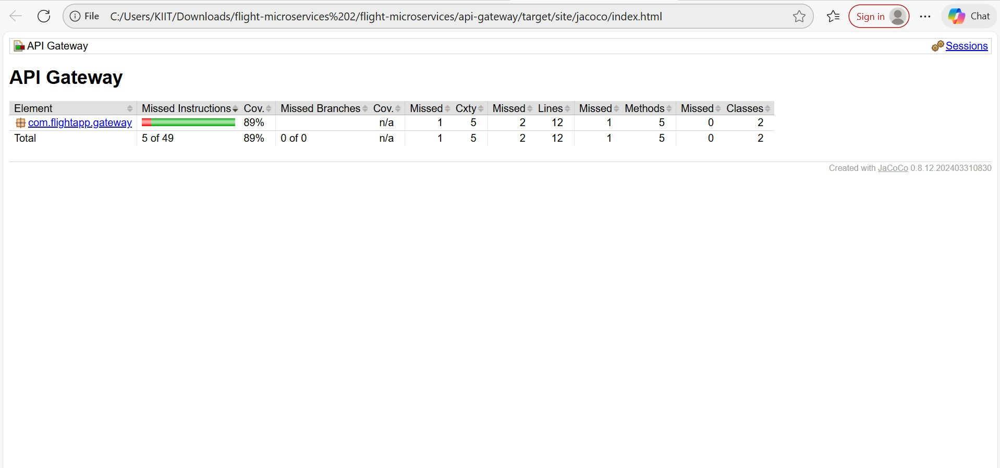 File C:/Users/KIIT/Downloads/flight-microservices%202/flight-microservices/api-gateway/target/site/jacoco/index.html Sign in Chat
API Gateway Sessions
API Gateway
Element Missed Instructions Cov. Missed Branches Cov. Missed Cxty Missed Lines Missed Methods Missed Classes
com.flightapp.gateway 89% n/a 1 5 2 12 1 5 0 2
Total 5 of 49 89% 0 of 0 n/a 1 5 2 12 1 5 0 2
Created with JaCoCo 0.8.12.202403310830